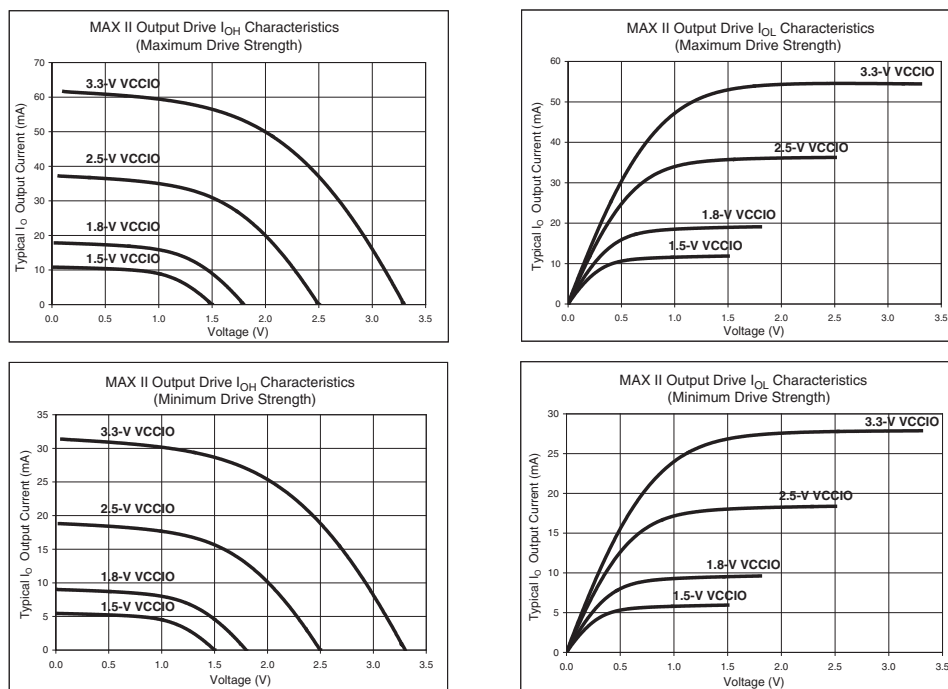 MAX II Output Drive IOH Characteristics
(Maximum Drive Strength)
70
60
50
40
30
20
10
0
Typical IO Output Current (mA)
3.3-V VCCIO
2.5-V VCCIO
1.8-V VCCIO
1.5-V VCCIO
0.0 0.5 1.0 1.5 2.0 2.5 3.0 3.5
Voltage (V)
MAX II Output Drive IOL Characteristics
(Maximum Drive Strength)
60
50
40
30
20
10
0
Typical IO Output Current (mA)
3.3-V VCCIO
2.5-V VCCIO
1.8-V VCCIO
1.5-V VCCIO
0.0 0.5 1.0 1.5 2.0 2.5 3.0 3.5
Voltage (V)
MAX II Output Drive IOH Characteristics
(Minimum Drive Strength)
35
30
25
20
15
10
5
0
Typical IO Output Current (mA)
3.3-V VCCIO
2.5-V VCCIO
1.8-V VCCIO
1.5-V VCCIO
0.0 0.5 1.0 1.5 2.0 2.5 3.0 3.5
Voltage (V)
MAX II Output Drive IOL Characteristics
(Minimum Drive Strength)
30
25
20
15
10
5
0
Typical IO Output Current (mA)
3.3-V VCCIO
2.5-V VCCIO
1.8-V VCCIO
1.5-V VCCIO
0.0 0.5 1.0 1.5 2.0 2.5 3.0 3.5
Voltage (V)